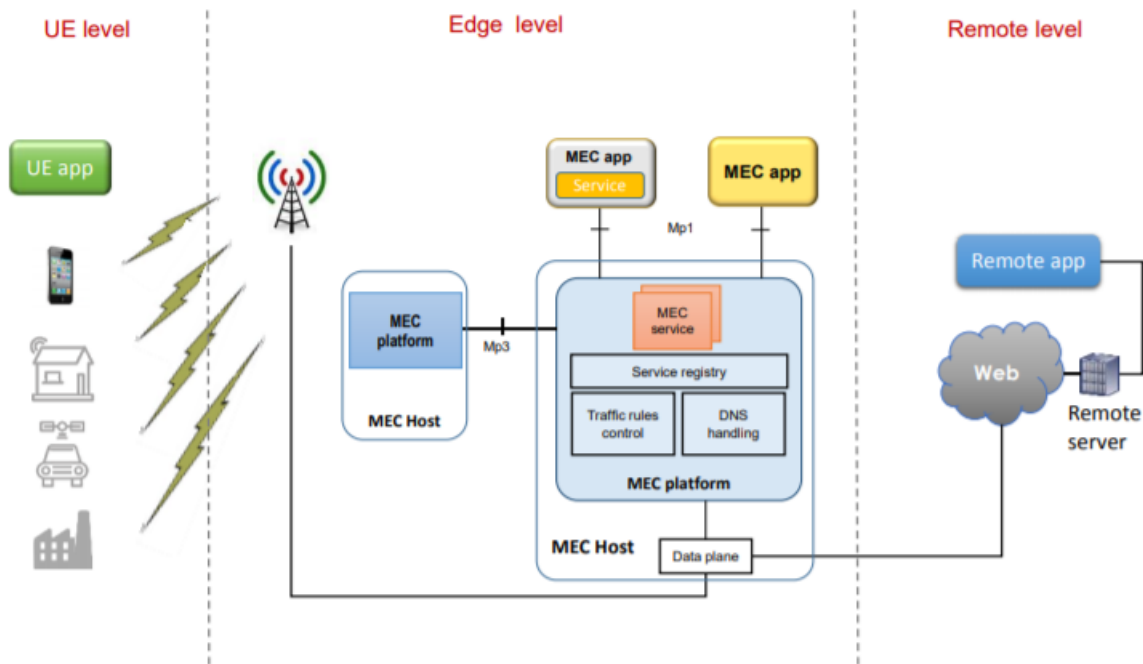 UE level
Edge level
Remote level
UE app
MEC app
Service
MEC app
Mp1
Remote app
MEC
platform
Mp3
MEC Host
MEC
service
Service registry
Traffic rules
control
DNS
handling
MEC platform
MEC Host
Data plane
Web
Remote
server